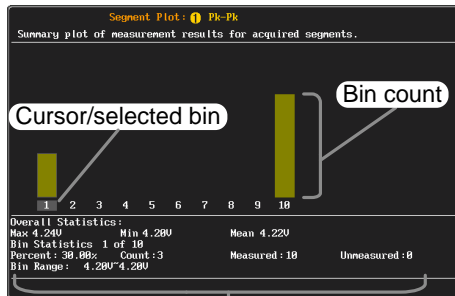 Segment Plot: 1 Pk-Pk
Summary plot of measurement results for acquired segments.
Bin count
Cursor/selected bin
1 2 3 4 5 6 7 8 9 10
Overall Statistics:
Max 4.24V Min 4.20V Mean 4.22V
Bin Statistics 1 of 10
Percent: 30.00% Count:3 Measured:10 Unmeasured:0
Bin Range: 4.20V~4.20V